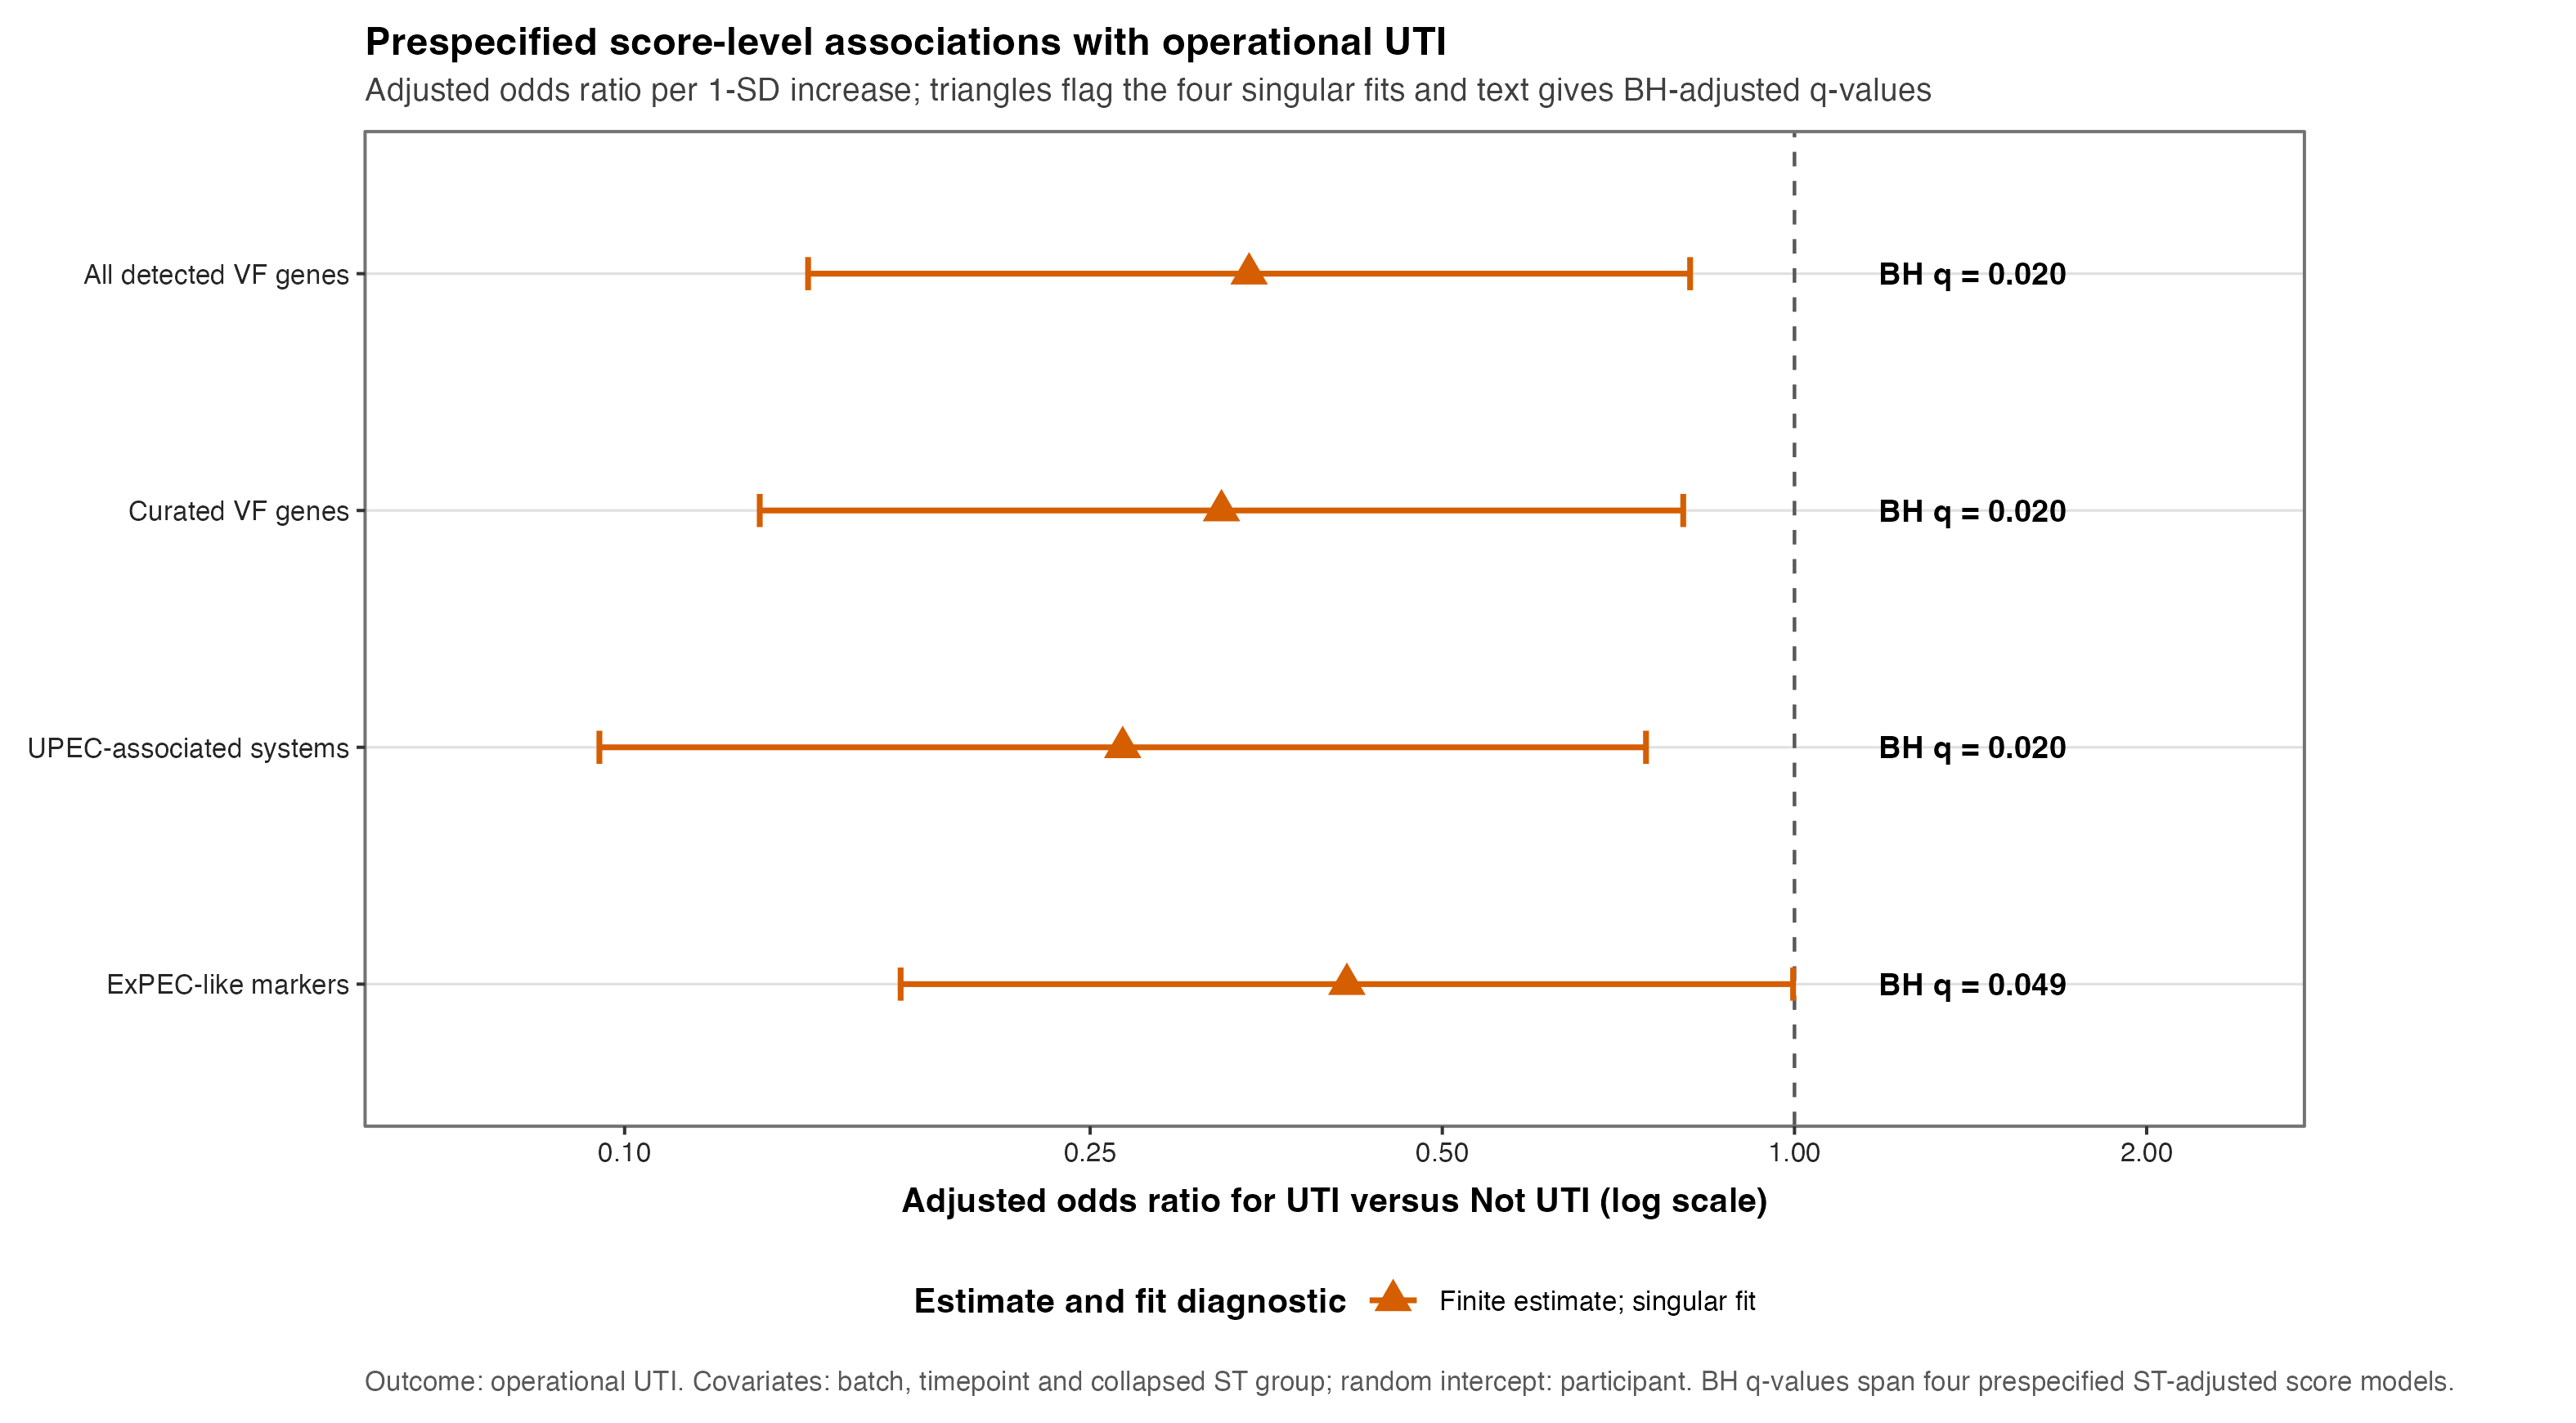 Prespecified score-level associations with operational UTI
Adjusted odds ratio per 1-SD increase; triangles flag the four singular fits and text gives BH-adjusted q-values
All detected VF genes
BH q = 0.020
Curated VF genes
BH q = 0.020
UPEC-associated systems
BH q = 0.020
ExPEC-like markers
BH q = 0.049
0.10 0.25 0.50 1.00 2.00
Adjusted odds ratio for UTI versus Not UTI (log scale)
Estimate and fit diagnostic Finite estimate; singular fit
Outcome: operational UTI. Covariates: batch, timepoint and collapsed ST group; random intercept: participant. BH q-values span four prespecified ST-adjusted score models.